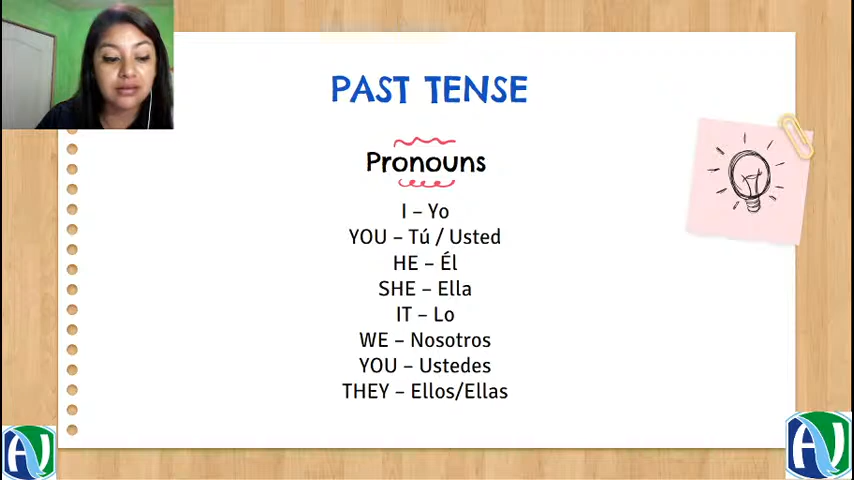 PAST TENSE
Pronouns
I – Yo
YOU – Tú / Usted
HE – Él
SHE – Ella
IT – Lo
WE – Nosotros
YOU – Ustedes
THEY – Ellos/Ellas